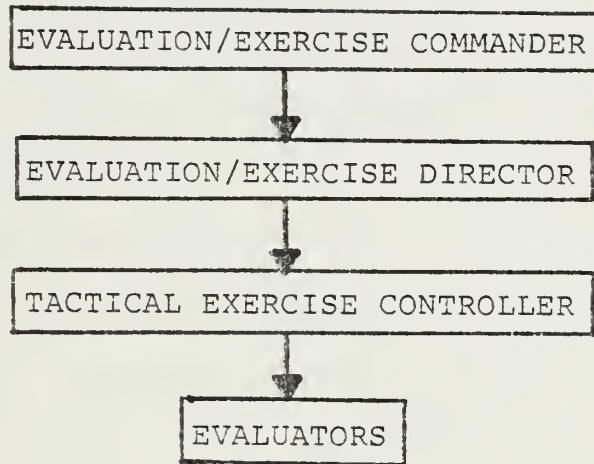 EVALUATION/EXERCISE COMMANDER
EVALUATION/EXERCISE DIRECTOR
TACTICAL EXERCISE CONTROLLER
EVALUATORS